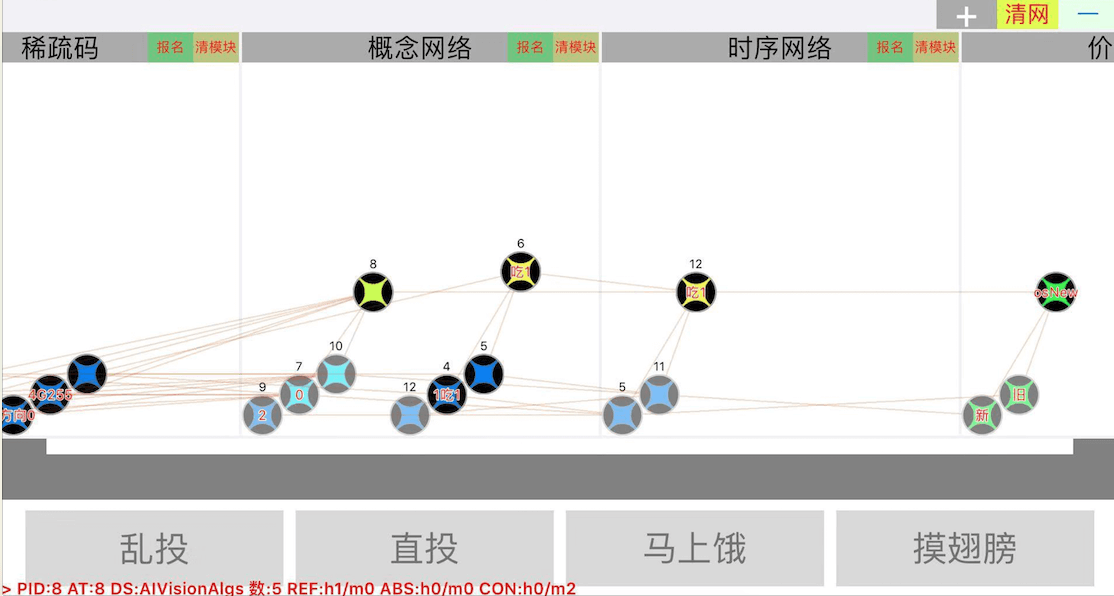 + 清网 —
稀疏码 报名 清模块 概念网络 报名 清模块 时序网络 报名 清模块 价
6
8 吃1 12
吃1 osNew
10 5
7 4 11
9 4G255 0 12 1吃1 5 旧
方向0 2 新
乱投 直投 马上饿 摸翅膀
> PID:8 AT:8 DS:AIVisionAlgs 数:5 REF:h1/m0 ABS:h0/m0 CON:h0/m2